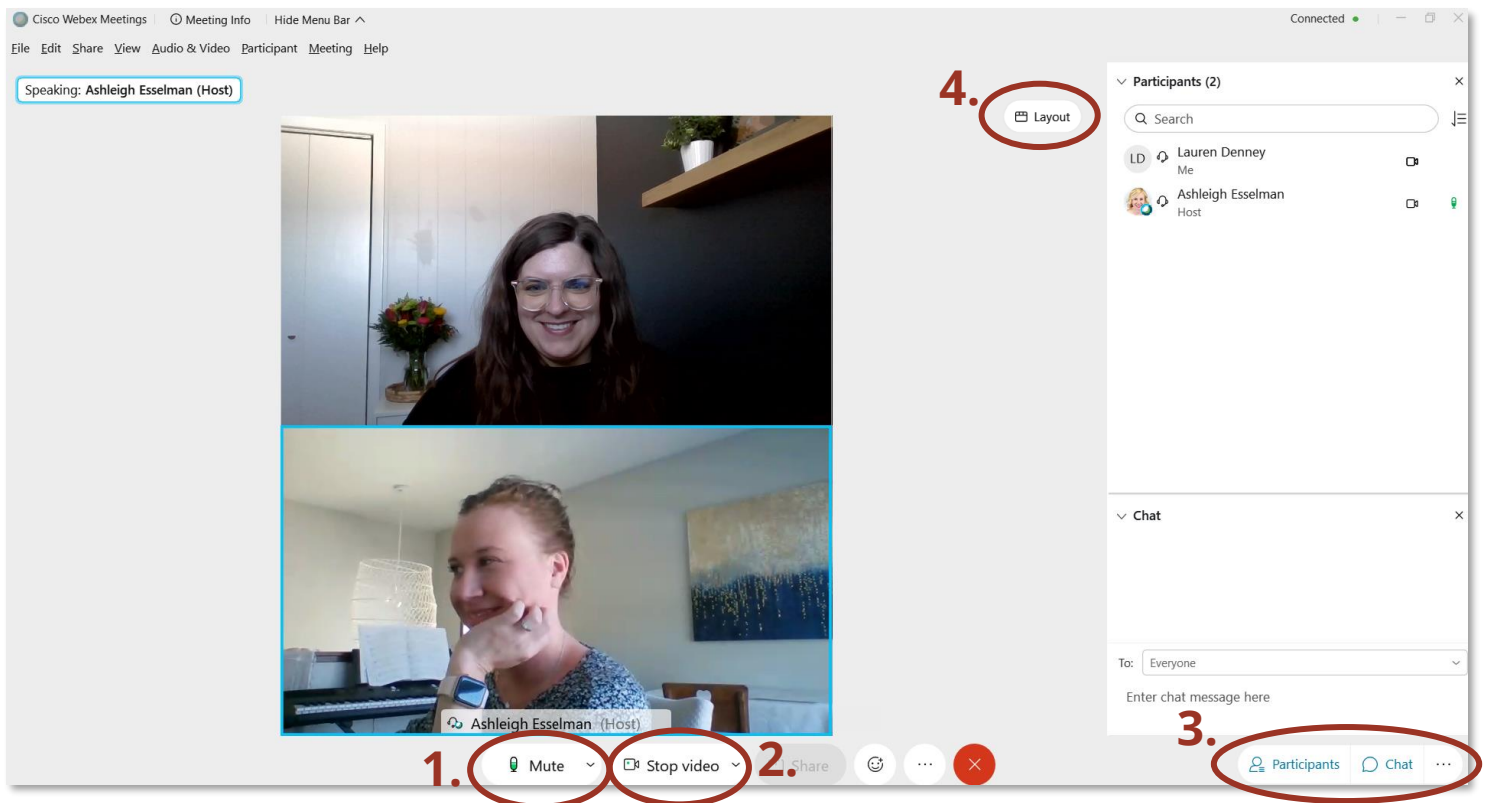 Cisco Webex Meetings Meeting Info Hide Menu Bar Connected
File Edit Share View Audio & Video Participant Meeting Help
Speaking: Ashleigh Esselman (Host)
4.
Layout
Participants (2)
Search
LD Lauren Denney
Me
Ashleigh Esselman
Host
Chat
To: Everyone
Enter chat message here
Ashleigh Esselman (Host)
1.
Mute
Stop video
2.
Share
3.
Participants Chat